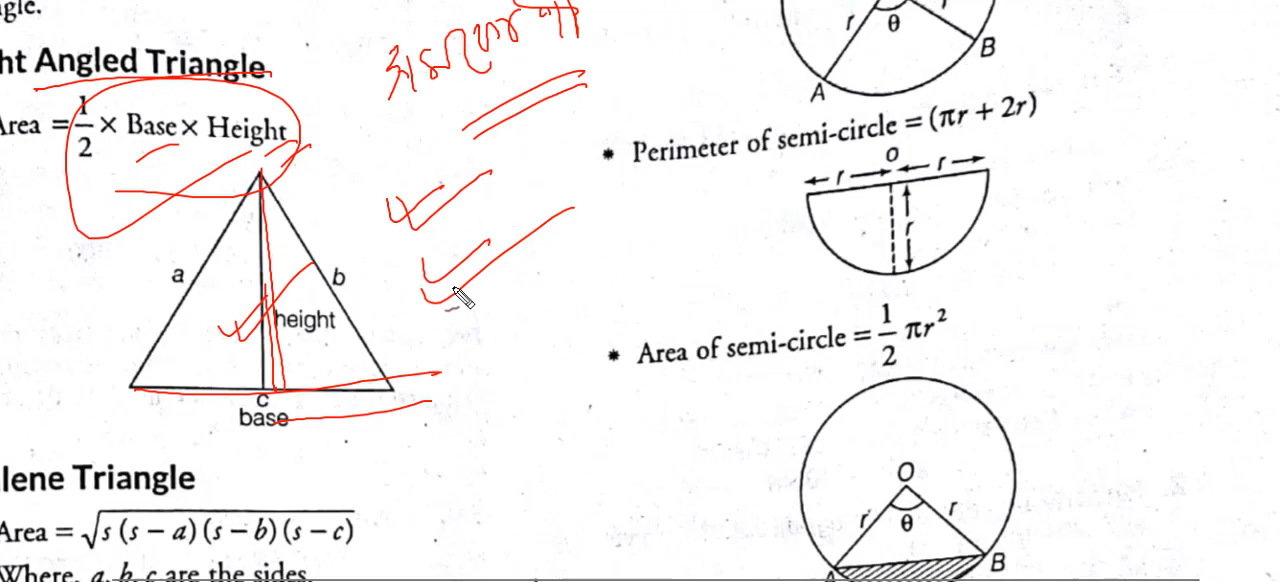 gle.
ht Angled Triangle
Area = 1/2 × Base × Height
a
b
height
c
base
lene Triangle
Area = √s (s – a) (s – b) (s – c)
Where, a, b, c are the sides.
r
θ
A
B
* Perimeter of semi-circle = (πr + 2r)
O
r
r
r
* Area of semi-circle = 1/2 πr²
O
r
θ
r
A
B